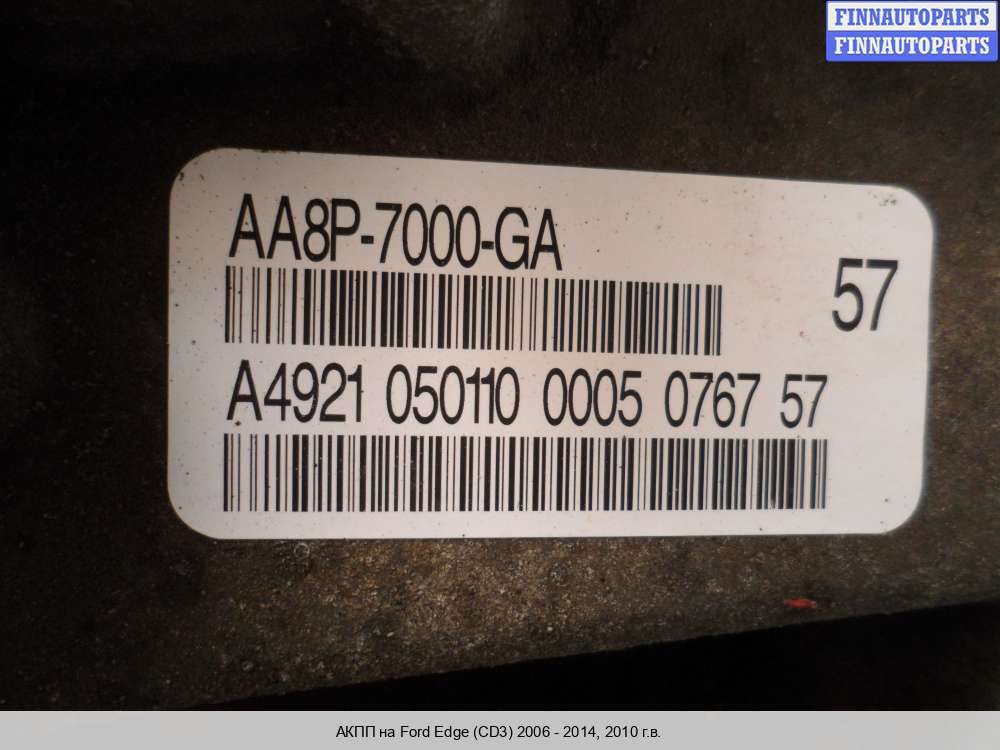 FINNAUTOPARTS
FINNAUTOPARTS
AA8P-7000-GA
57
A4921 050110 0005 0767 57
АКПП на Ford Edge (CD3) 2006 - 2014, 2010 г.в.